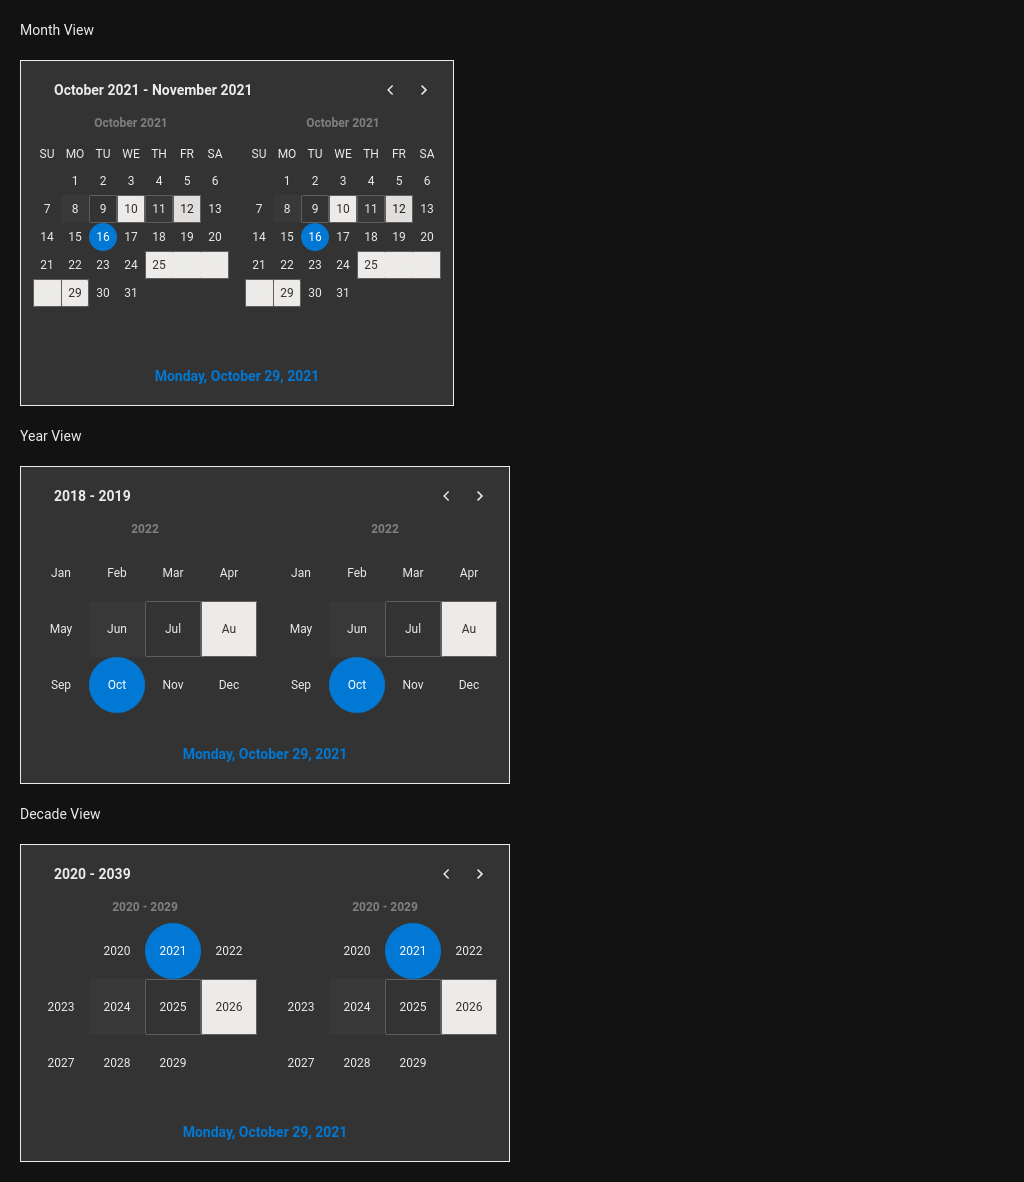 Month View
October 2021 - November 2021
October 2021 October 2021
SU MO TU WE TH FR SA SU MO TU WE TH FR SA
1 2 3 4 5 6 1 2 3 4 5 6
7 8 9 10 11 12 13 7 8 9 10 11 12 13
14 15 16 17 18 19 20 14 15 16 17 18 19 20
21 22 23 24 25 21 22 23 24 25
29 30 31 29 30 31
Monday, October 29, 2021
Year View
2018 - 2019
2022 2022
Jan Feb Mar Apr Jan Feb Mar Apr
May Jun Jul Au May Jun Jul Au
Sep Oct Nov Dec Sep Oct Nov Dec
Monday, October 29, 2021
Decade View
2020 - 2039
2020 - 2029 2020 - 2029
2020 2021 2022 2020 2021 2022
2023 2024 2025 2026 2023 2024 2025 2026
2027 2028 2029 2027 2028 2029
Monday, October 29, 2021